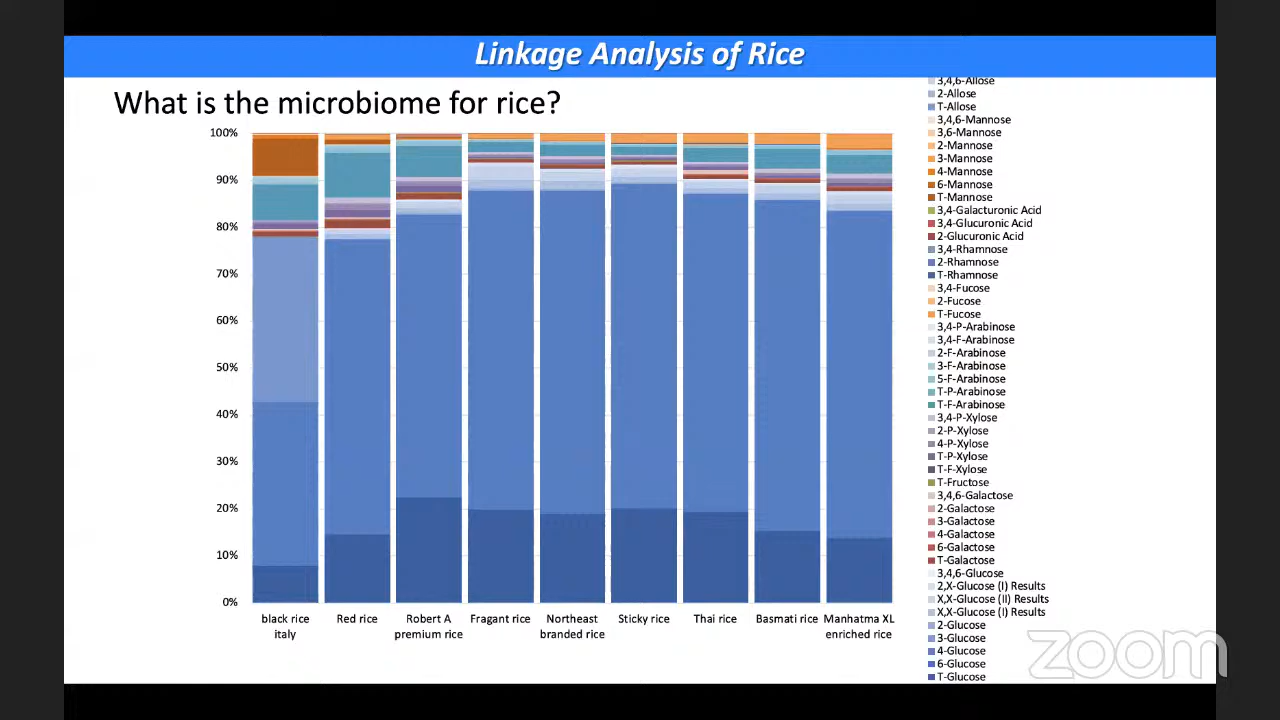 Linkage Analysis of Rice
What is the microbiome for rice?
100%
90%
80%
70%
60%
50%
40%
30%
20%
10%
0%
black rice
italy
Red rice
Robert A
premium rice
Fragant rice
Northeast
branded rice
Sticky rice
Thai rice
Basmati rice
Manhatma XL
enriched rice
3,4,6-Allose
2-Allose
T-Allose
3,4,6-Mannose
3,6-Mannose
2-Mannose
3-Mannose
4-Mannose
6-Mannose
T-Mannose
3,4-Galacturonic Acid
3,4-Glucuronic Acid
2-Glucuronic Acid
3,4-Rhamnose
2-Rhamnose
T-Rhamnose
3,4-Fucose
2-Fucose
T-Fucose
3,4-P-Arabinose
3,4-F-Arabinose
2-F-Arabinose
3-F-Arabinose
5-F-Arabinose
T-P-Arabinose
T-F-Arabinose
3,4-P-Xylose
2-P-Xylose
4-P-Xylose
T-P-Xylose
T-F-Xylose
T-Fructose
3,4,6-Galactose
2-Galactose
3-Galactose
4-Galactose
6-Galactose
T-Galactose
3,4,6-Glucose
2,X-Glucose (I) Results
X,X-Glucose (II) Results
X,X-Glucose (I) Results
2-Glucose
3-Glucose
4-Glucose
6-Glucose
T-Glucose
zoom